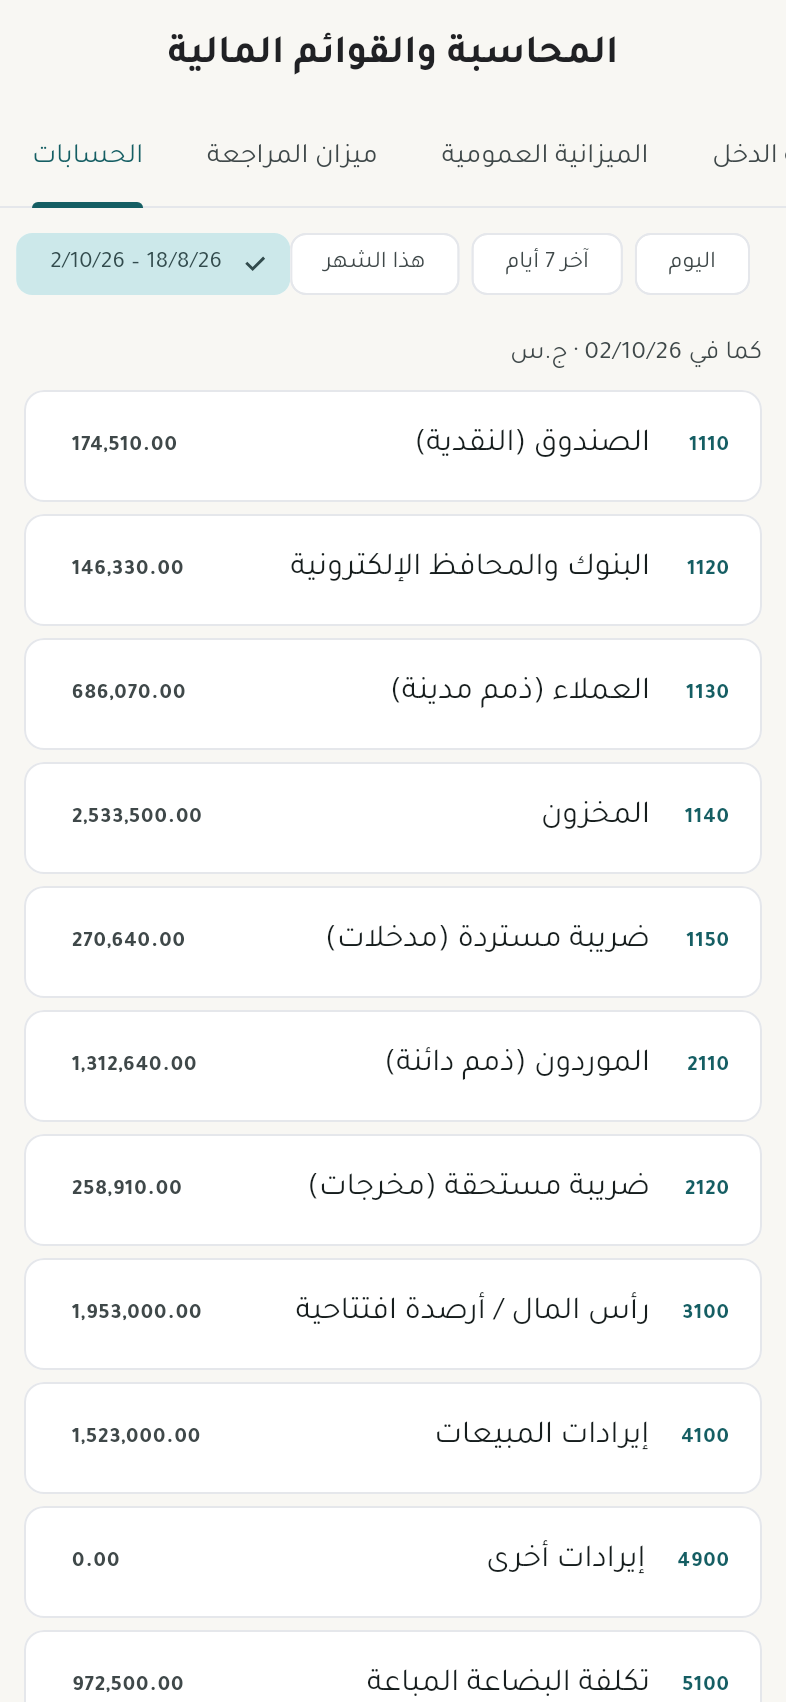 المحاسبة والقوائم المالية
الدخل الميزانية العمومية ميزان المراجعة الحسابات
اليوم آخر 7 أيام هذا الشهر 18/8/26 - 2/10/26
كما في 02/10/26 · ج.س
1110 الصندوق (النقدية) 174,510.00
1120 البنوك والمحافظ الإلكترونية 146,330.00
1130 العملاء (ذمم مدينة) 686,070.00
1140 المخزون 2,533,500.00
1150 ضريبة مستردة (مدخلات) 270,640.00
2110 الموردون (ذمم دائنة) 1,312,640.00
2120 ضريبة مستحقة (مخرجات) 258,910.00
3100 رأس المال / أرصدة افتتاحية 1,953,000.00
4100 إيرادات المبيعات 1,523,000.00
4900 إيرادات أخرى 0.00
5100 تكلفة البضاعة المباعة 972,500.00